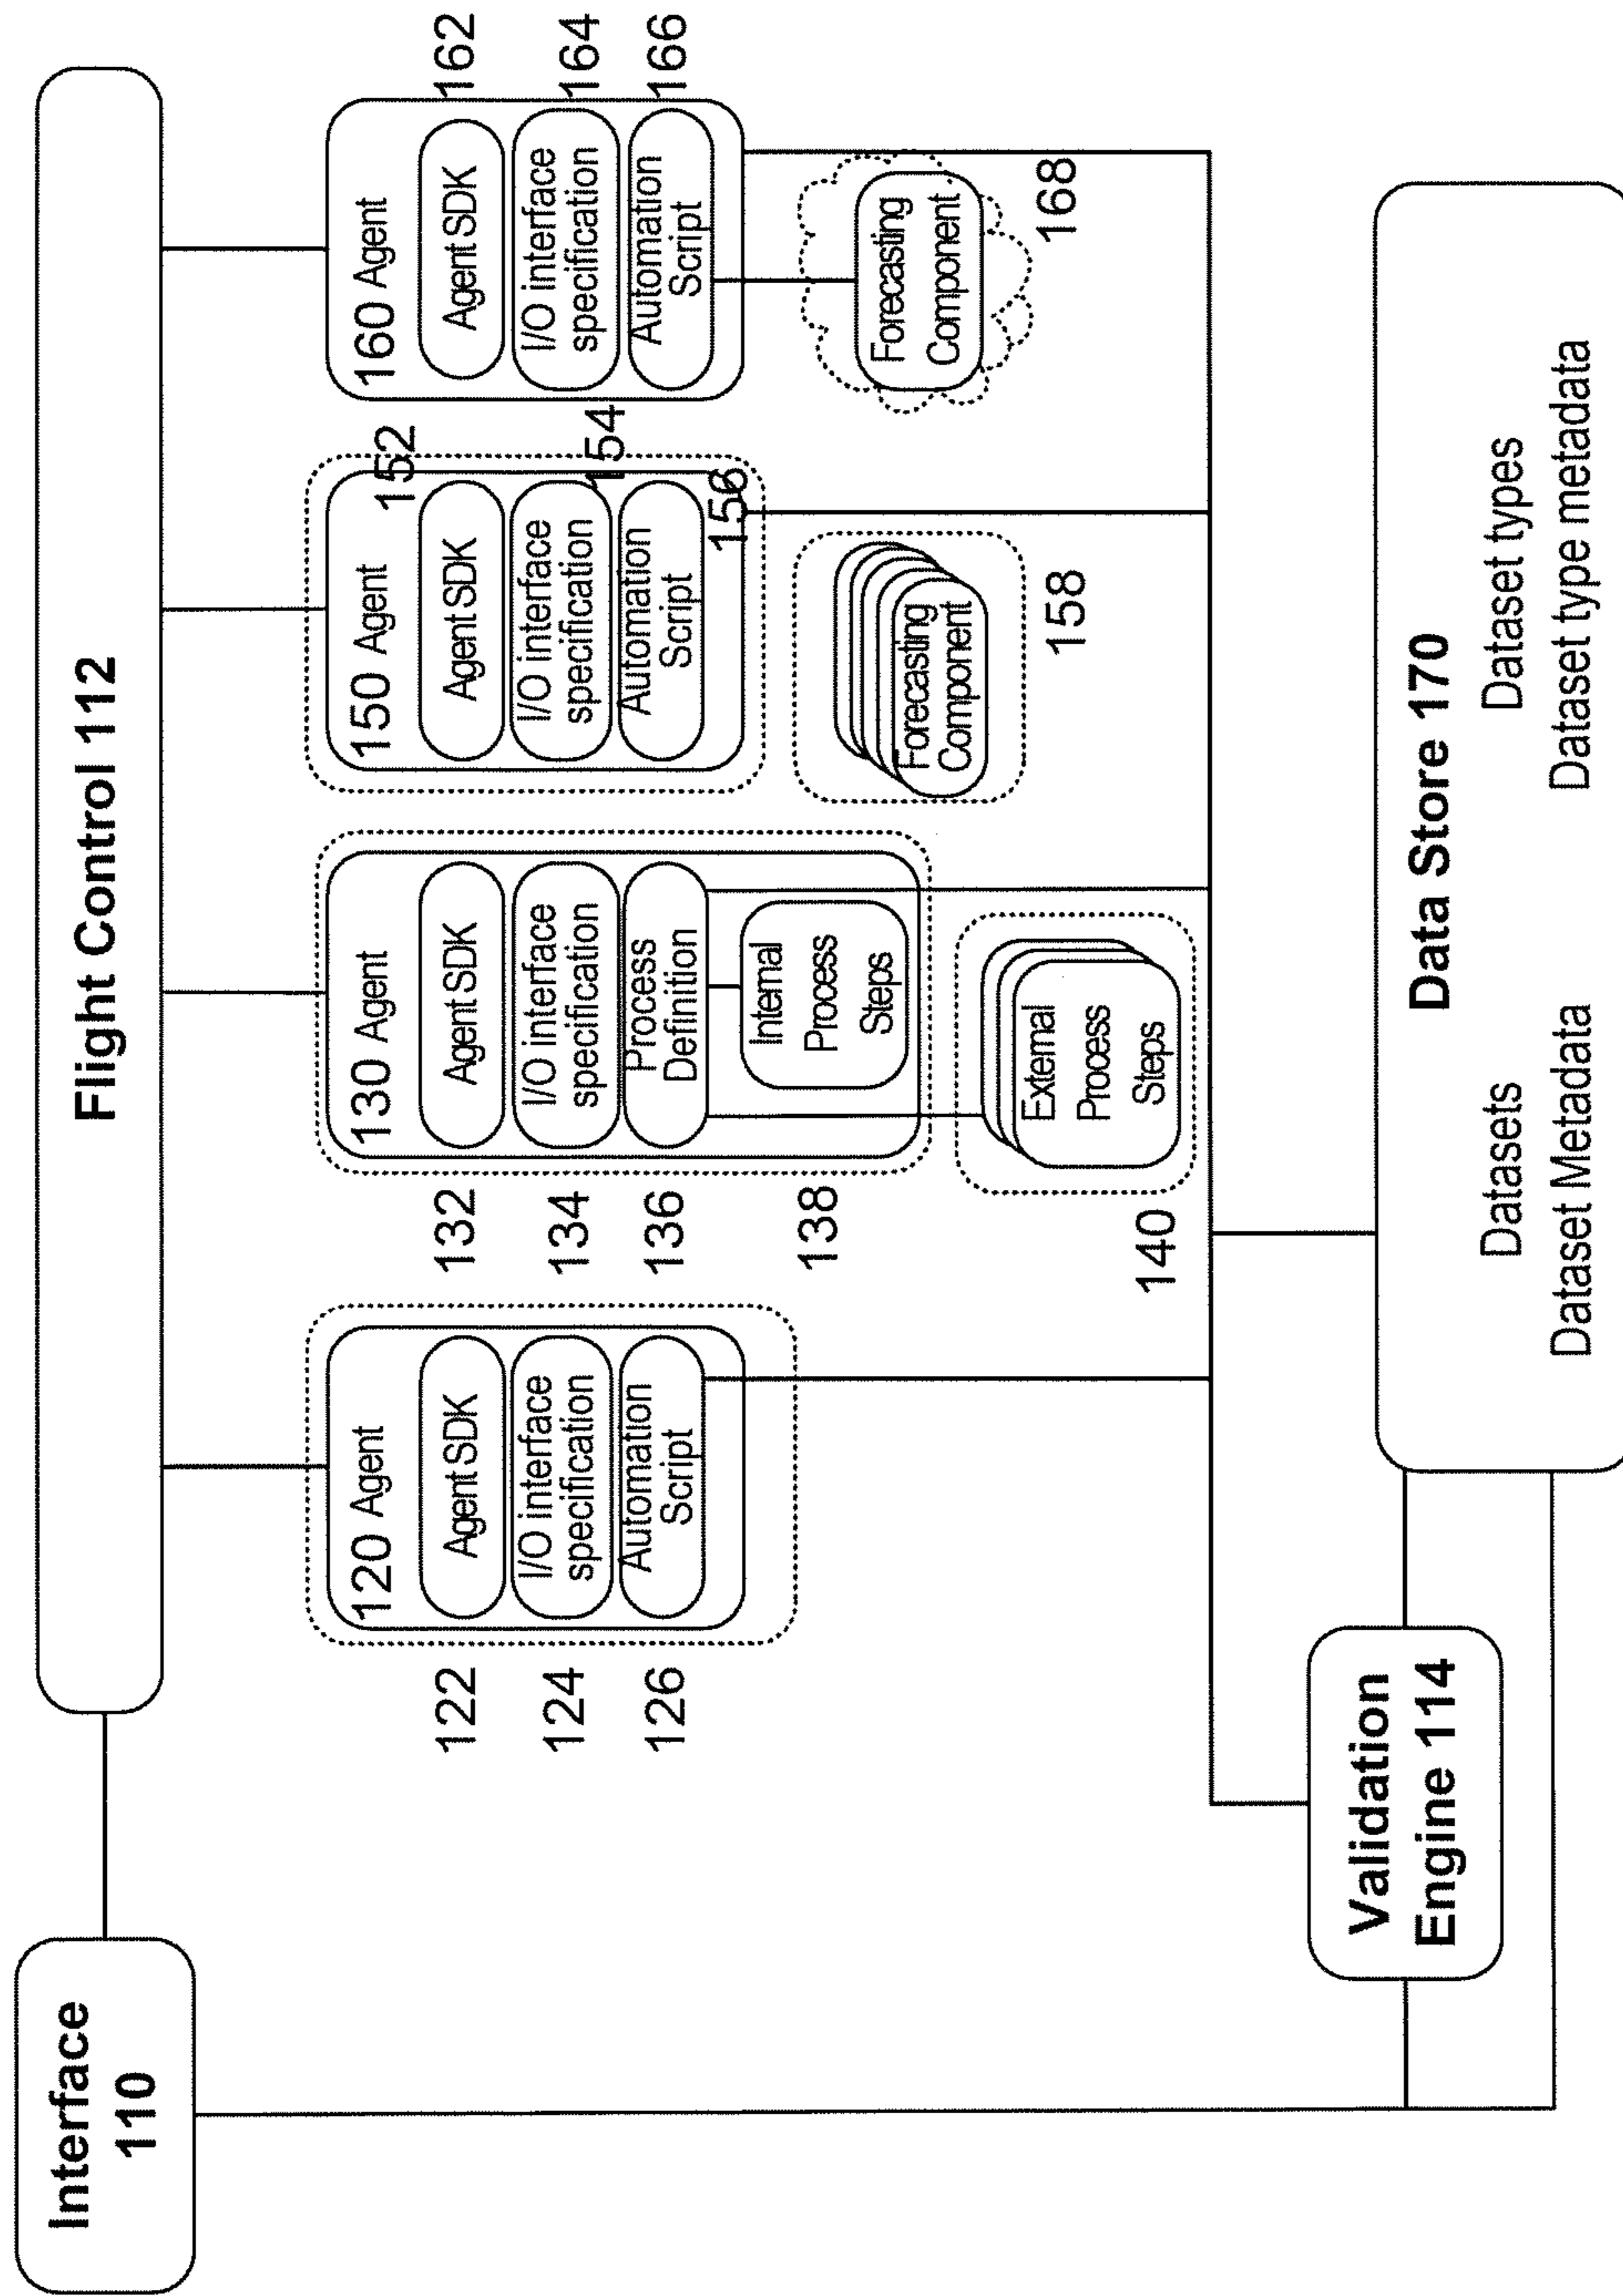 Interface
110
Flight Control 112
120 Agent
Agent SDK
I/O interface
specification
Automation
Script
122
124
126
130 Agent
Agent SDK
I/O interface
specification
Process
Definition
Internal
Process
Steps
132
134
136
138
External
Process
Steps
140
150 Agent
152
Agent SDK
I/O interface
specification
154
Automation
Script
156
Forecasting
Component
158
160 Agent
Agent SDK
162
I/O interface
specification
164
Automation
Script
166
Forecasting
Component
168
Validation
Engine 114
Data Store 170
Datasets
Dataset Metadata
Dataset types
Dataset type metadata